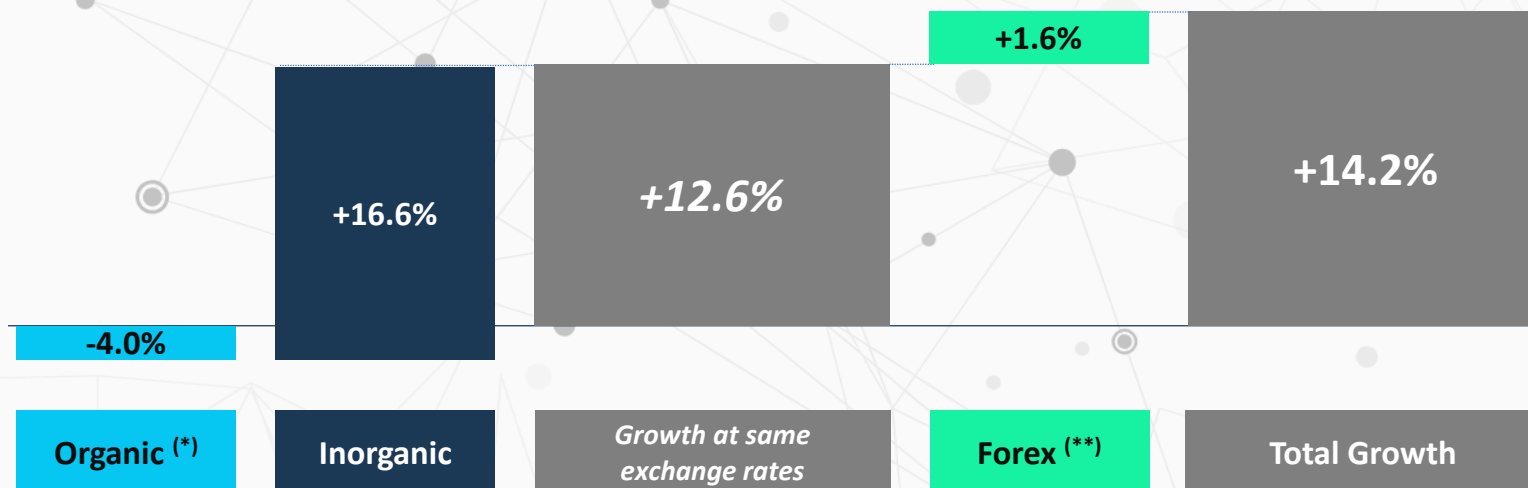 +1.6%
+16.6%
+12.6%
+14.2%
-4.0%
Organic (*)
Inorganic
Growth at same
exchange rates
Forex (**)
Total Growth